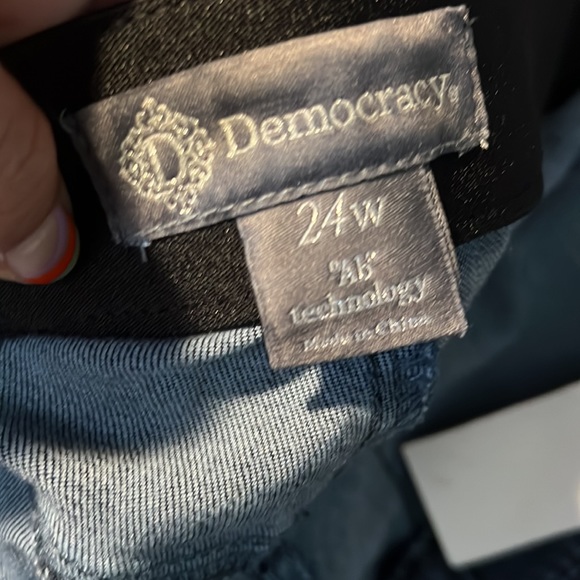 D Democracy®
24W
"Ab"
technology
Made in China